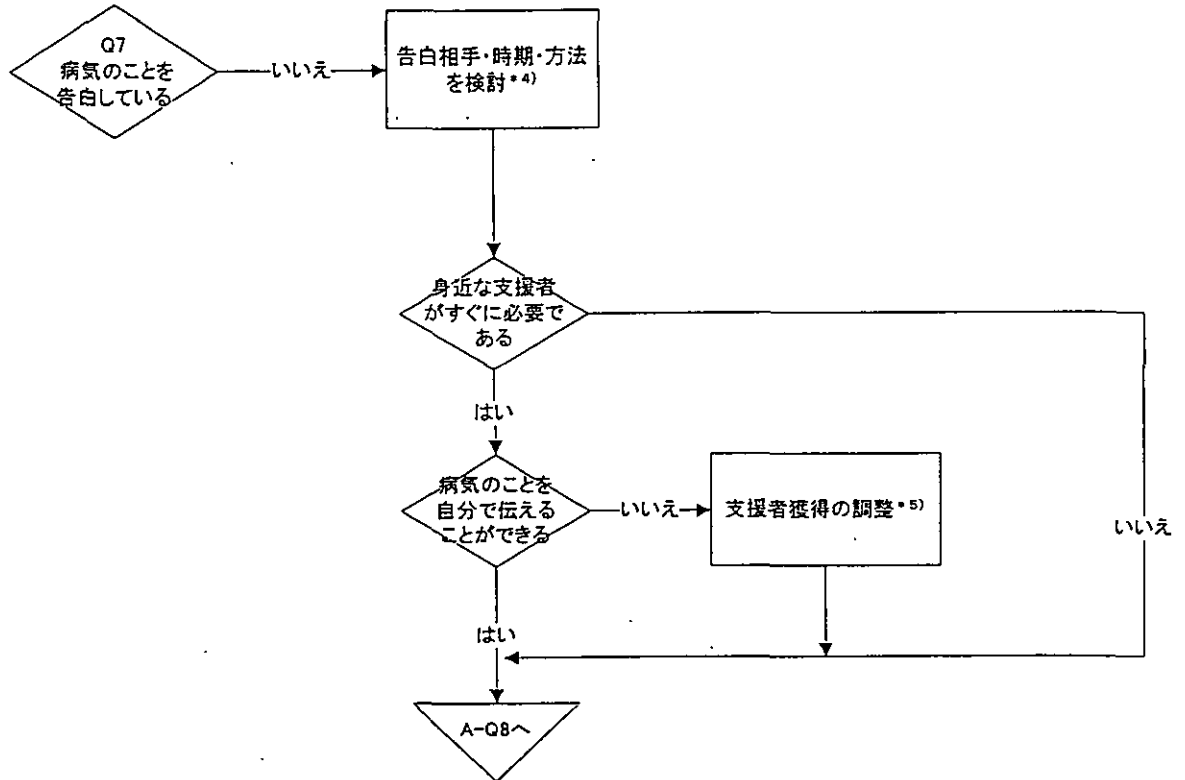 Q7
病気のことを
告白している
いいえ
告白相手・時期・方法
を検討*4)
身近な支援者
がすぐに必要で
ある
はい
病気のことを
自分で伝える
ことができる
いいえ
支援者獲得の調整*5)
いいえ
はい
A-Q8へ